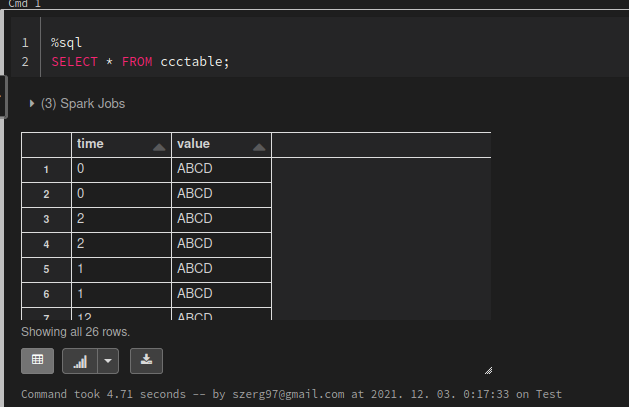 Cmd 1
1 %sql
2 SELECT * FROM ccctable;
(3) Spark Jobs
time value
1 0 ABCD
2 0 ABCD
3 2 ABCD
4 2 ABCD
5 1 ABCD
6 1 ABCD
7 12 ABCD
Showing all 26 rows.
Command took 4.71 seconds -- by szerg97@gmail.com at 2021. 12. 03. 0:17:33 on Test